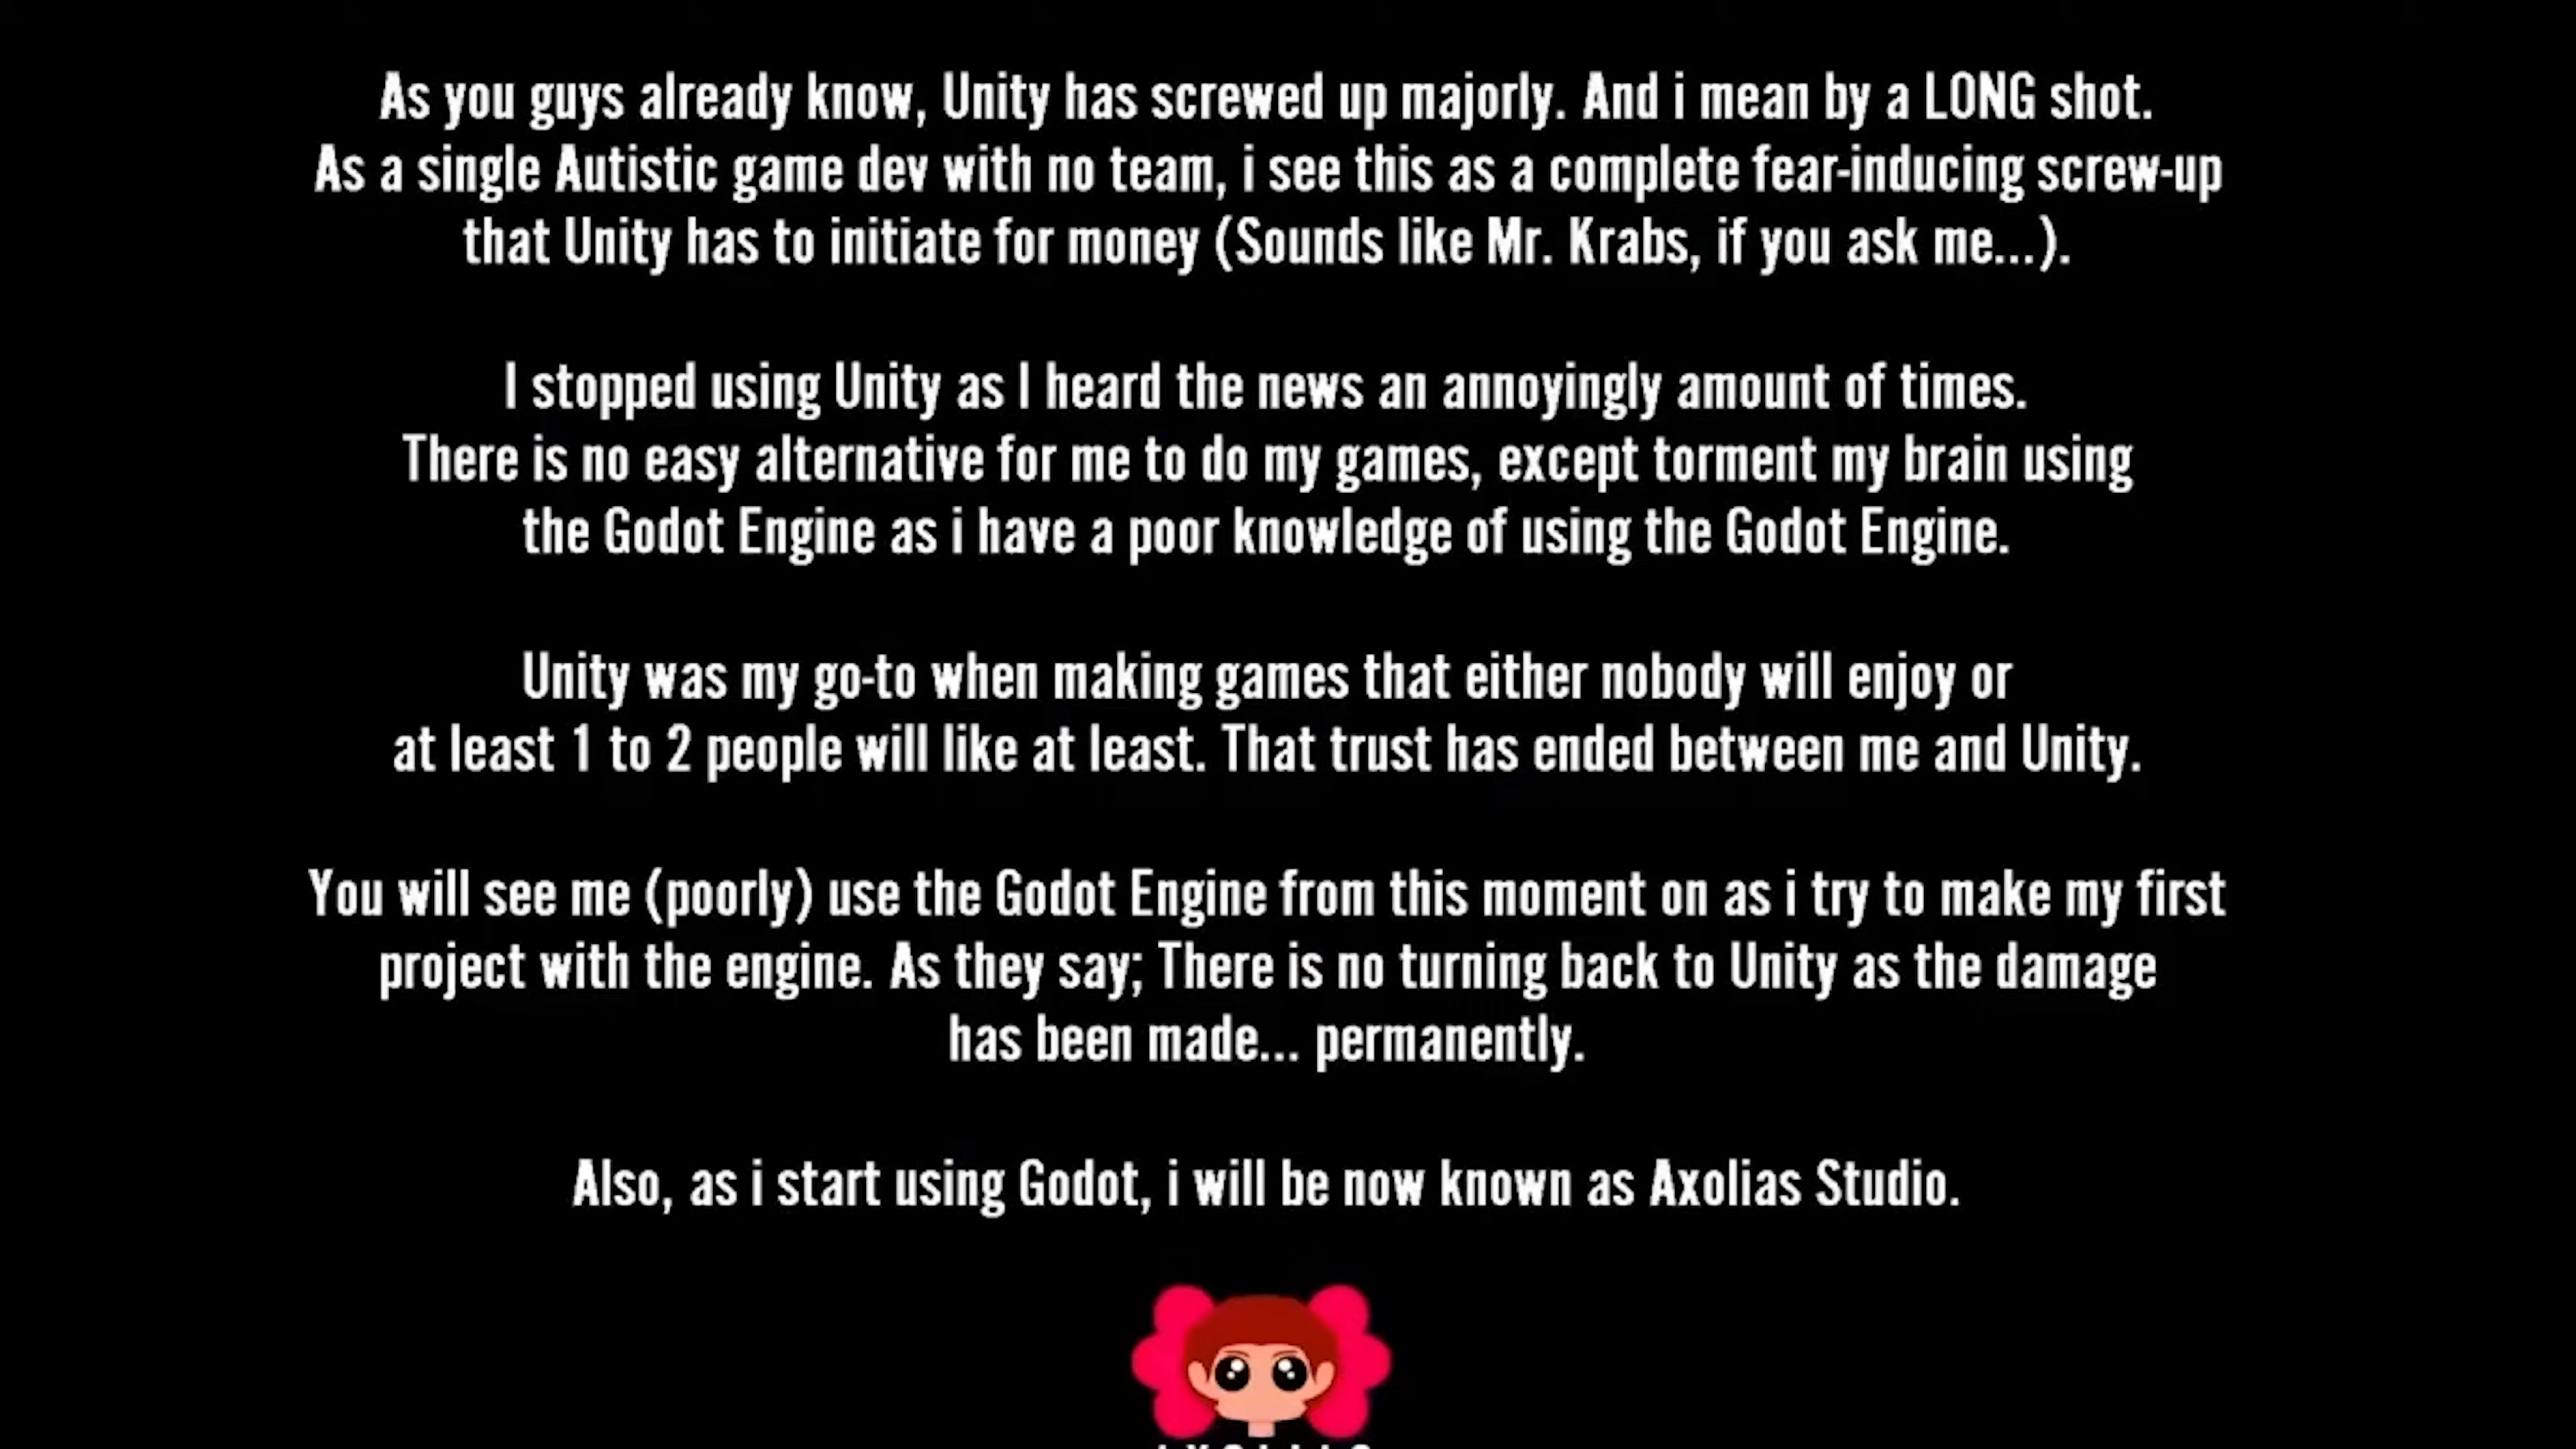 As you guys already know, Unity has screwed up majorly. And i mean by a LONG shot.
As a single Autistic game dev with no team, i see this as a complete fear-inducing screw-up
that Unity has to initiate for money (Sounds like Mr. Krabs, if you ask me...).
I stopped using Unity as I heard the news an annoyingly amount of times.
There is no easy alternative for me to do my games, except torment my brain using
the Godot Engine as i have a poor knowledge of using the Godot Engine.
Unity was my go-to when making games that either nobody will enjoy or
at least 1 to 2 people will like at least. That trust has ended between me and Unity.
You will see me (poorly) use the Godot Engine from this moment on as i try to make my first
project with the engine. As they say; There is no turning back to Unity as the damage
has been made... permanently.
Also, as i start using Godot, i will be now known as Axolias Studio.